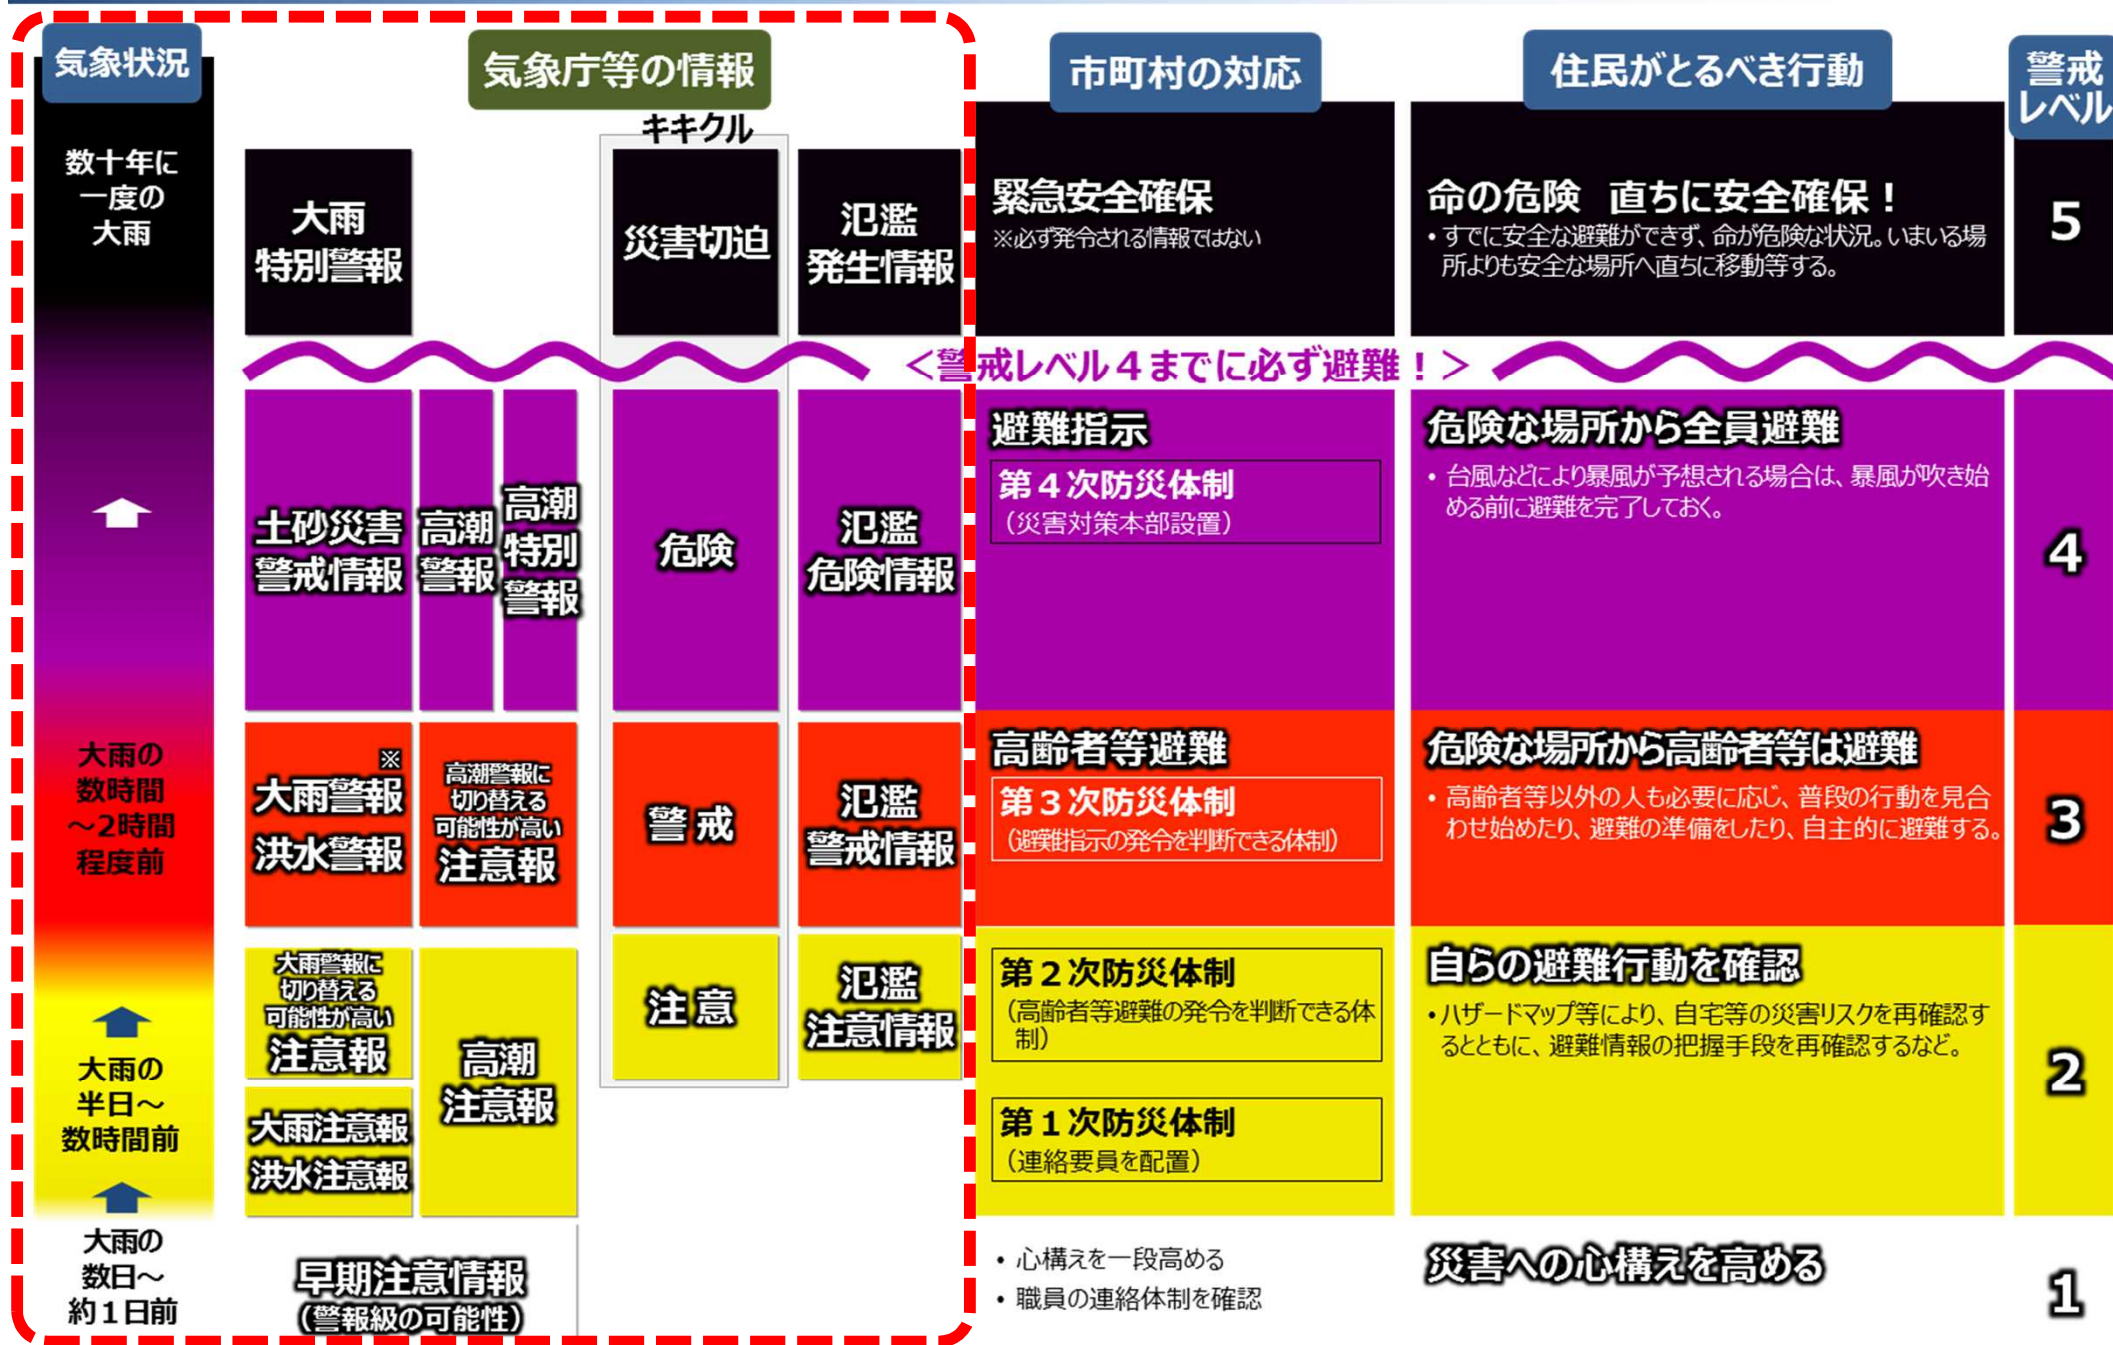 気象状況
気象庁等の情報
市町村の対応
住民がとるべき行動
警戒
レベル
キキクル
数十年に
一度の
大雨
大雨
特別警報
災害切迫
氾濫
発生情報
緊急安全確保
※必ず発令される情報ではない
命の危険　直ちに安全確保！
・すでに安全な避難ができず、命が危険な状況。いまいる場
所よりも安全な場所へ直ちに移動等する。
5
＜警戒レベル４までに必ず避難！＞
土砂災害
警戒情報
高潮
警報
高潮
特別
警報
危険
氾濫
危険情報
避難指示
第４次防災体制
（災害対策本部設置）
危険な場所から全員避難
・台風などにより暴風が予想される場合は、暴風が吹き始
める前に避難を完了しておく。
4
大雨の
数時間
～2時間
程度前
※
大雨警報
洪水警報
高潮警報に
切り替える
可能性が高い
注意報
警戒
氾濫
警戒情報
高齢者等避難
第３次防災体制
（避難指示の発令を判断できる体制）
危険な場所から高齢者等は避難
・高齢者等以外の人も必要に応じ、普段の行動を見合
わせ始めたり、避難の準備をしたり、自主的に避難する。
3
大雨の
半日～
数時間前
大雨警報に
切り替える
可能性が高い
注意報
大雨注意報
洪水注意報
高潮
注意報
注意
氾濫
注意情報
第２次防災体制
（高齢者等避難の発令を判断できる体
制）
第１次防災体制
（連絡要員を配置）
自らの避難行動を確認
・ハザードマップ等により、自宅等の災害リスクを再確認す
るとともに、避難情報の把握手段を再確認するなど。
2
大雨の
数日～
約１日前
早期注意情報
（警報級の可能性）
・心構えを一段高める
・職員の連絡体制を確認
災害への心構えを高める
1